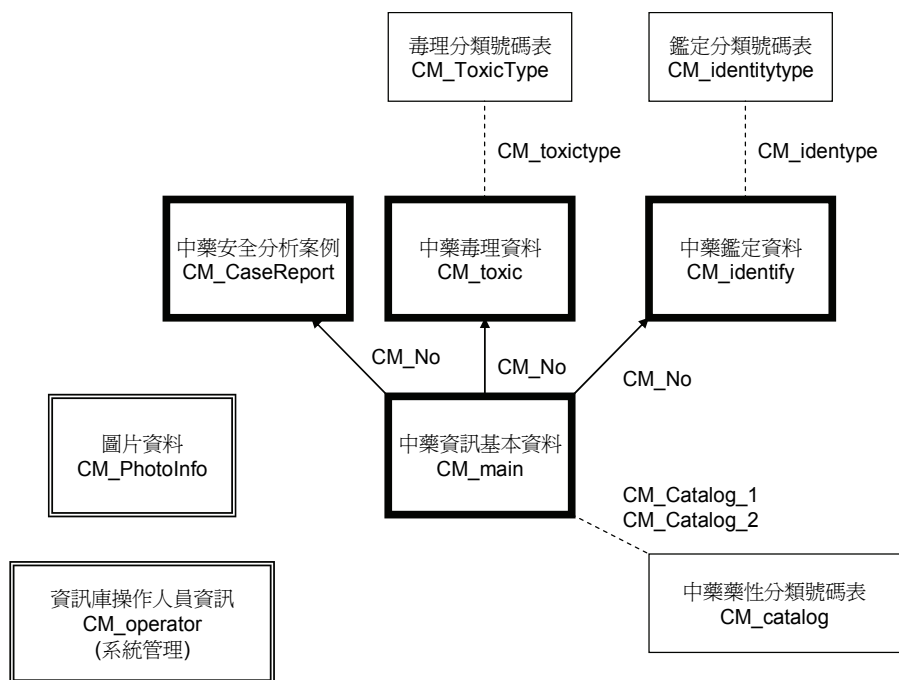 毒理分類號碼表
CM_ToxicType
鑑定分類號碼表
CM_identitytype
CM_toxictype
CM_identype
中藥安全分析案例
CM_CaseReport
中藥毒理資料
CM_toxic
中藥鑑定資料
CM_identify
CM_No
CM_No
CM_No
圖片資料
CM_PhotoInfo
中藥資訊基本資料
CM_main
CM_Catalog_1
CM_Catalog_2
資訊庫操作人員資訊
CM_operator
(系統管理)
中藥藥性分類號碼表
CM_catalog